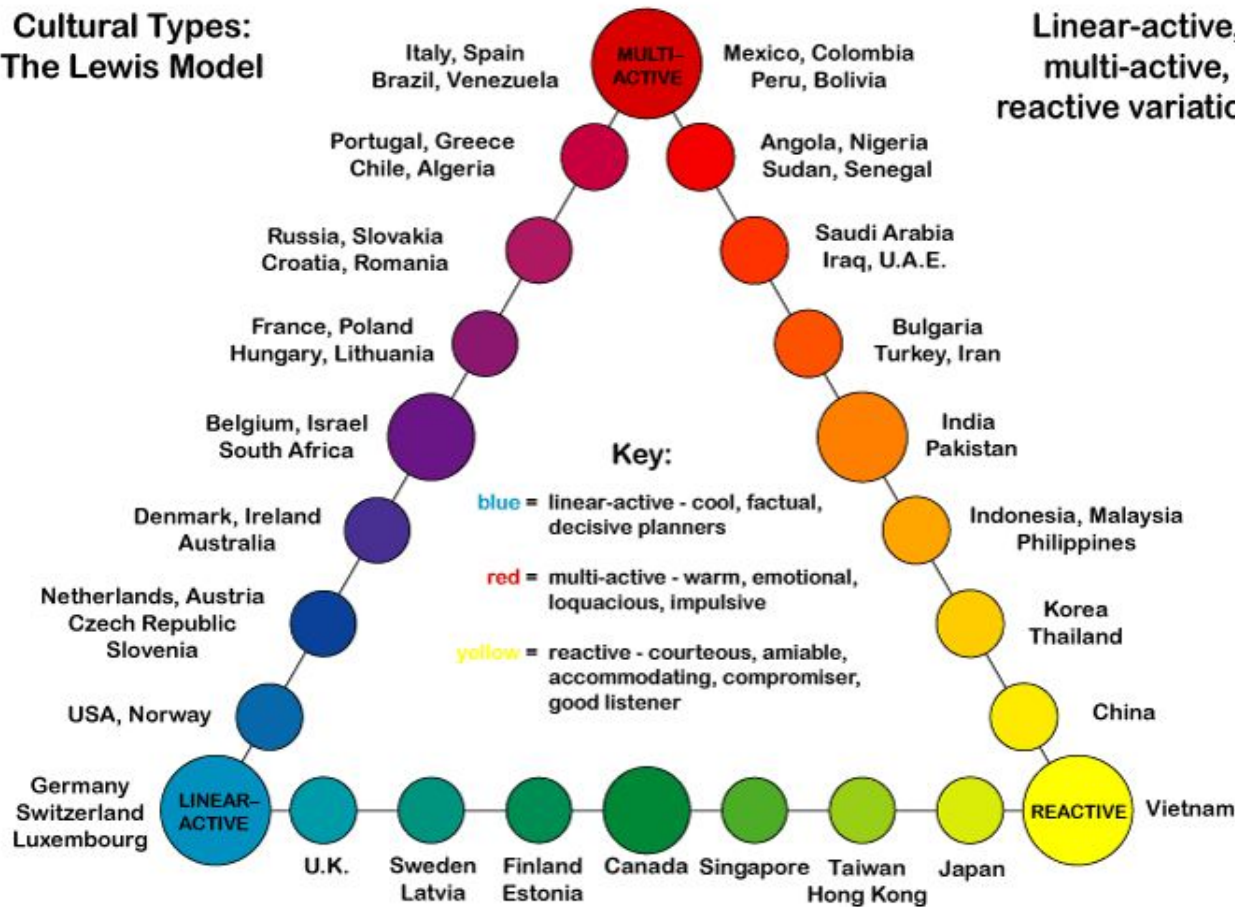 Cultural Types:
The Lewis Model
Linear-active,
multi-active,
reactive variatio
Italy, Spain
Brazil, Venezuela
MULTI-
ACTIVE
Mexico, Colombia
Peru, Bolivia
Portugal, Greece
Chile, Algeria
Angola, Nigeria
Sudan, Senegal
Russia, Slovakia
Croatia, Romania
Saudi Arabia
Iraq, U.A.E.
France, Poland
Hungary, Lithuania
Bulgaria
Turkey, Iran
Belgium, Israel
South Africa
India
Pakistan
Key:
blue = linear-active - cool, factual,
decisive planners
red = multi-active - warm, emotional,
loquacious, impulsive
yellow = reactive - courteous, amiable,
accommodating, compromiser,
good listener
Denmark, Ireland
Australia
Indonesia, Malaysia
Philippines
Netherlands, Austria
Czech Republic
Slovenia
Korea
Thailand
USA, Norway
China
Germany
Switzerland
Luxembourg
LINEAR-
ACTIVE
REACTIVE
Vietnam
U.K.
Sweden
Latvia
Finland
Estonia
Canada
Singapore
Taiwan
Hong Kong
Japan